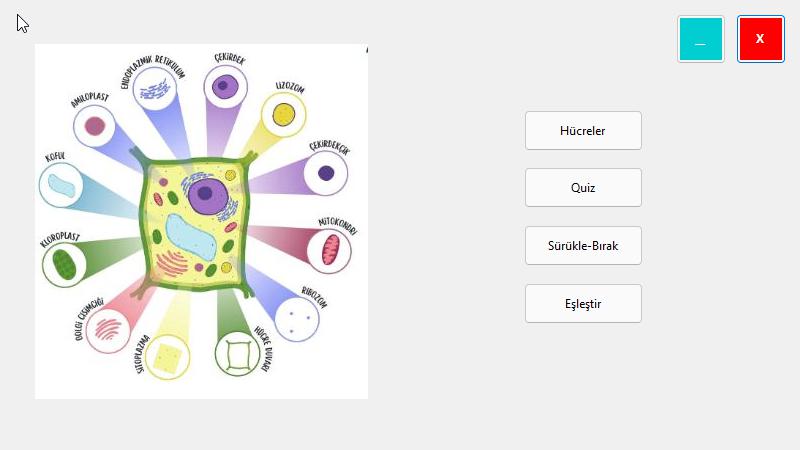 _
X
ENDOPLAZMİK RETİKULUM
ÇEKİRDEK
LİZOZOM
AMİLOPLAST
ÇEKİRDEKÇİK
KOFUL
MİTOKONDRİ
KLOROPLAST
RİBOZOM
GOLGİ CİSİMCİĞİ
SİTOPLAZMA
HÜCRE DUVARI
Hücreler
Quiz
Sürükle-Bırak
Eşleştir